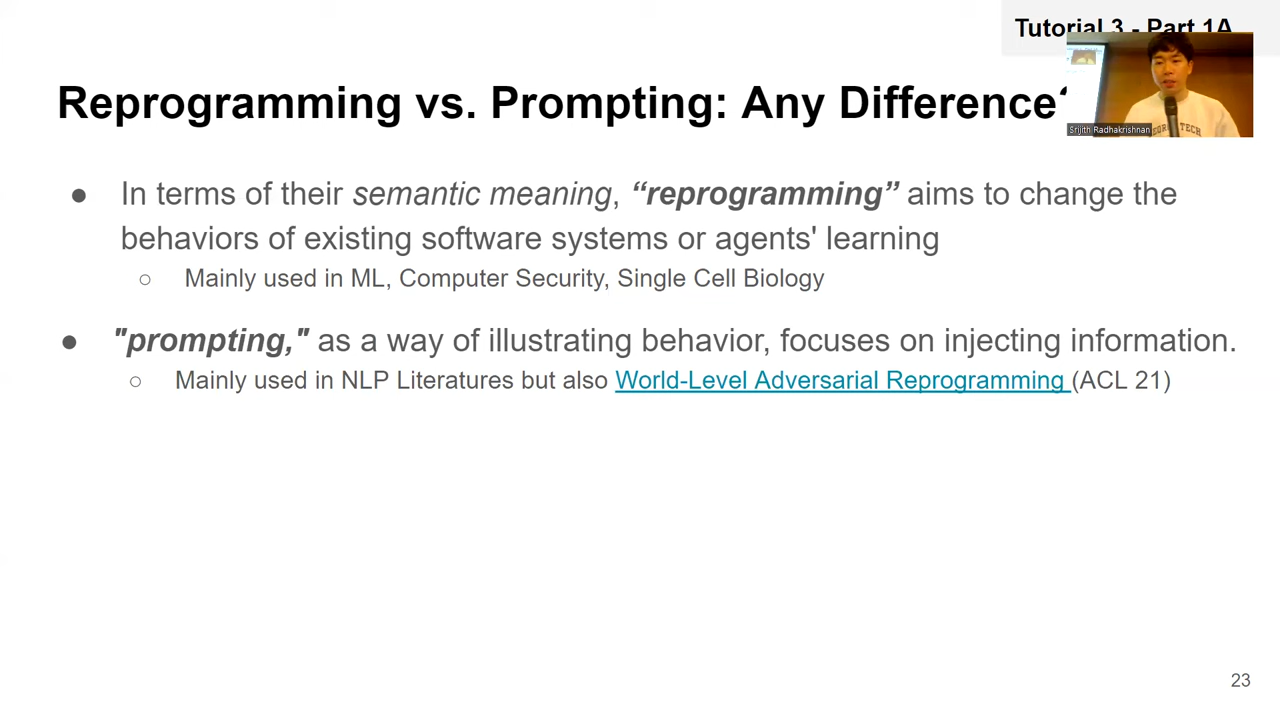 Tutorial 3 - Part 1A
Reprogramming vs. Prompting: Any Difference?
Srijith Radhakrishnan
TECH
● In terms of their semantic meaning, “reprogramming” aims to change the
behaviors of existing software systems or agents' learning
○ Mainly used in ML, Computer Security, Single Cell Biology
● "prompting," as a way of illustrating behavior, focuses on injecting information.
○ Mainly used in NLP Literatures but also World-Level Adversarial Reprogramming (ACL 21)
23